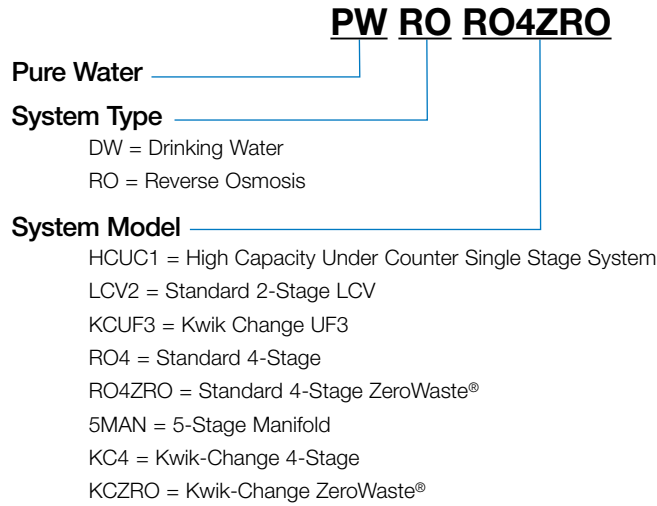 PW RO RO4ZRO
Pure Water
System Type
DW = Drinking Water
RO = Reverse Osmosis
System Model
HCUC1 = High Capacity Under Counter Single Stage System
LCV2 = Standard 2-Stage LCV
KCUF3 = Kwik Change UF3
RO4 = Standard 4-Stage
RO4ZRO = Standard 4-Stage ZeroWaste®
5MAN = 5-Stage Manifold
KC4 = Kwik-Change 4-Stage
KCZRO = Kwik-Change ZeroWaste®